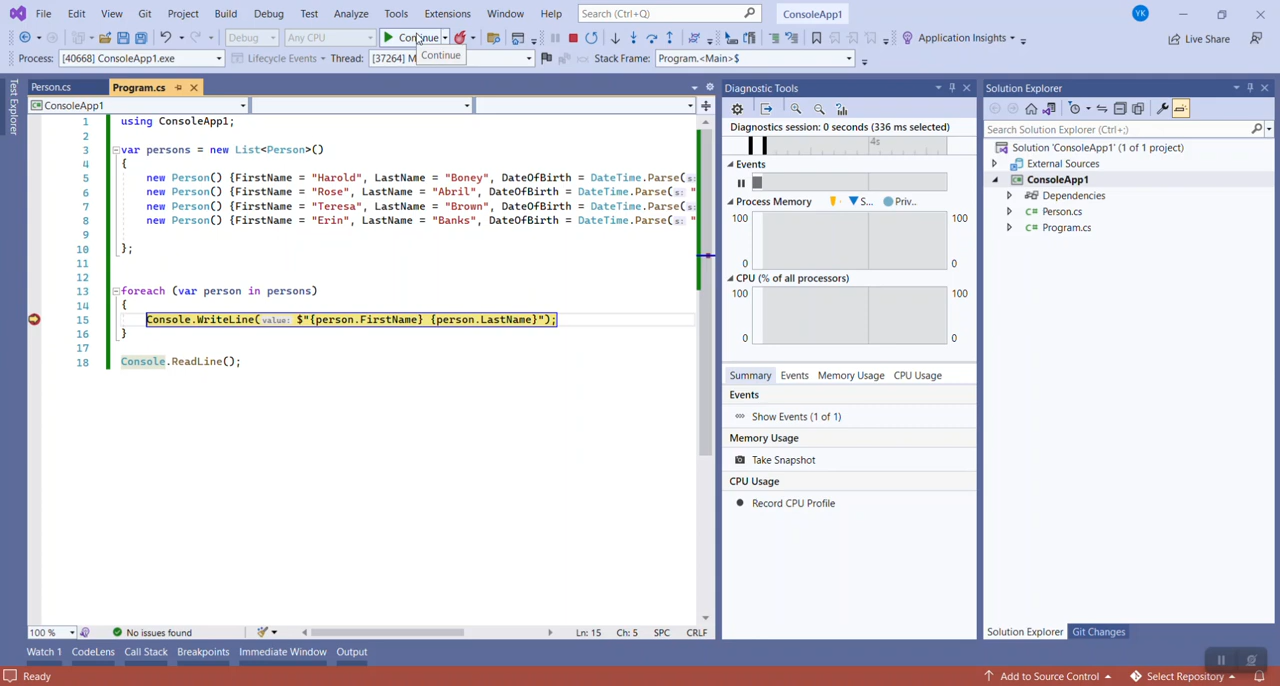 File Edit View Git Project Build Debug Test Analyze Tools Extensions Window Help Search (Ctrl+Q) ConsoleApp1 YK
Debug Any CPU Continue Application Insights Live Share
Process: [40668] ConsoleApp1.exe Lifecycle Events Thread: [37264] M Continue Stack Frame: Program.<Main>$
Test Explorer
Person.cs Program.cs
ConsoleApp1
1 using ConsoleApp1;
2
3 var persons = new List<Person>()
4 {
5 new Person() {FirstName = "Harold", LastName = "Boney", DateOfBirth = DateTime.Parse(s:
6 new Person() {FirstName = "Rose", LastName = "Abril", DateOfBirth = DateTime.Parse(s: "
7 new Person() {FirstName = "Teresa", LastName = "Brown", DateOfBirth = DateTime.Parse(s:
8 new Person() {FirstName = "Erin", LastName = "Banks", DateOfBirth = DateTime.Parse(s: "
9
10 };
11
12
13 foreach (var person in persons)
14 {
15 Console.WriteLine(value: $"{person.FirstName} {person.LastName}");
16 }
17
18 Console.ReadLine();
100 % No issues found Ln: 15 Ch: 5 SPC CRLF
Diagnostic Tools
Diagnostics session: 0 seconds (336 ms selected)
4s
Events
Process Memory S... Priv...
100 100
0 0
CPU (% of all processors)
100 100
0 0
Summary Events Memory Usage CPU Usage
Events
Show Events (1 of 1)
Memory Usage
Take Snapshot
CPU Usage
Record CPU Profile
Solution Explorer
Search Solution Explorer (Ctrl+;)
Solution 'ConsoleApp1' (1 of 1 project)
External Sources
ConsoleApp1
Dependencies
C# Person.cs
C# Program.cs
Solution Explorer Git Changes
Watch 1 CodeLens Call Stack Breakpoints Immediate Window Output
Ready Add to Source Control Select Repository